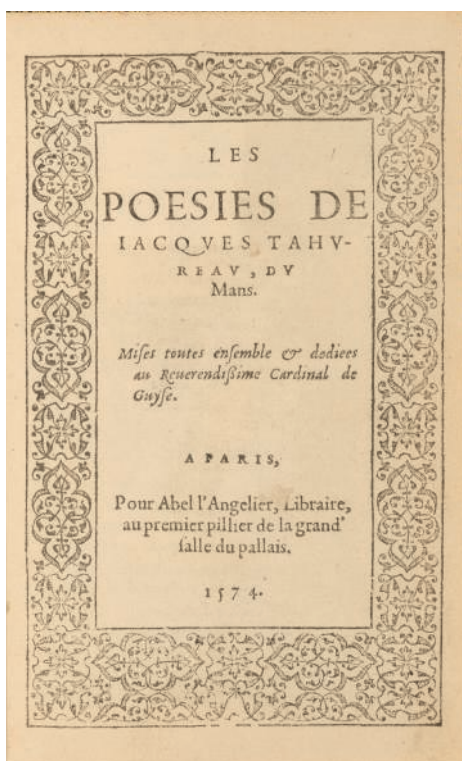 LES
POESIES DE
IACQVES TAHV-
REAV, DV
Mans.
Mises toutes ensemble & dediees
au Reuerendißime Cardinal de
Guyse.
A PARIS,
Pour Abel l'Angelier, Libraire,
au premier pillier de la grand'
salle du pallais.
1574.